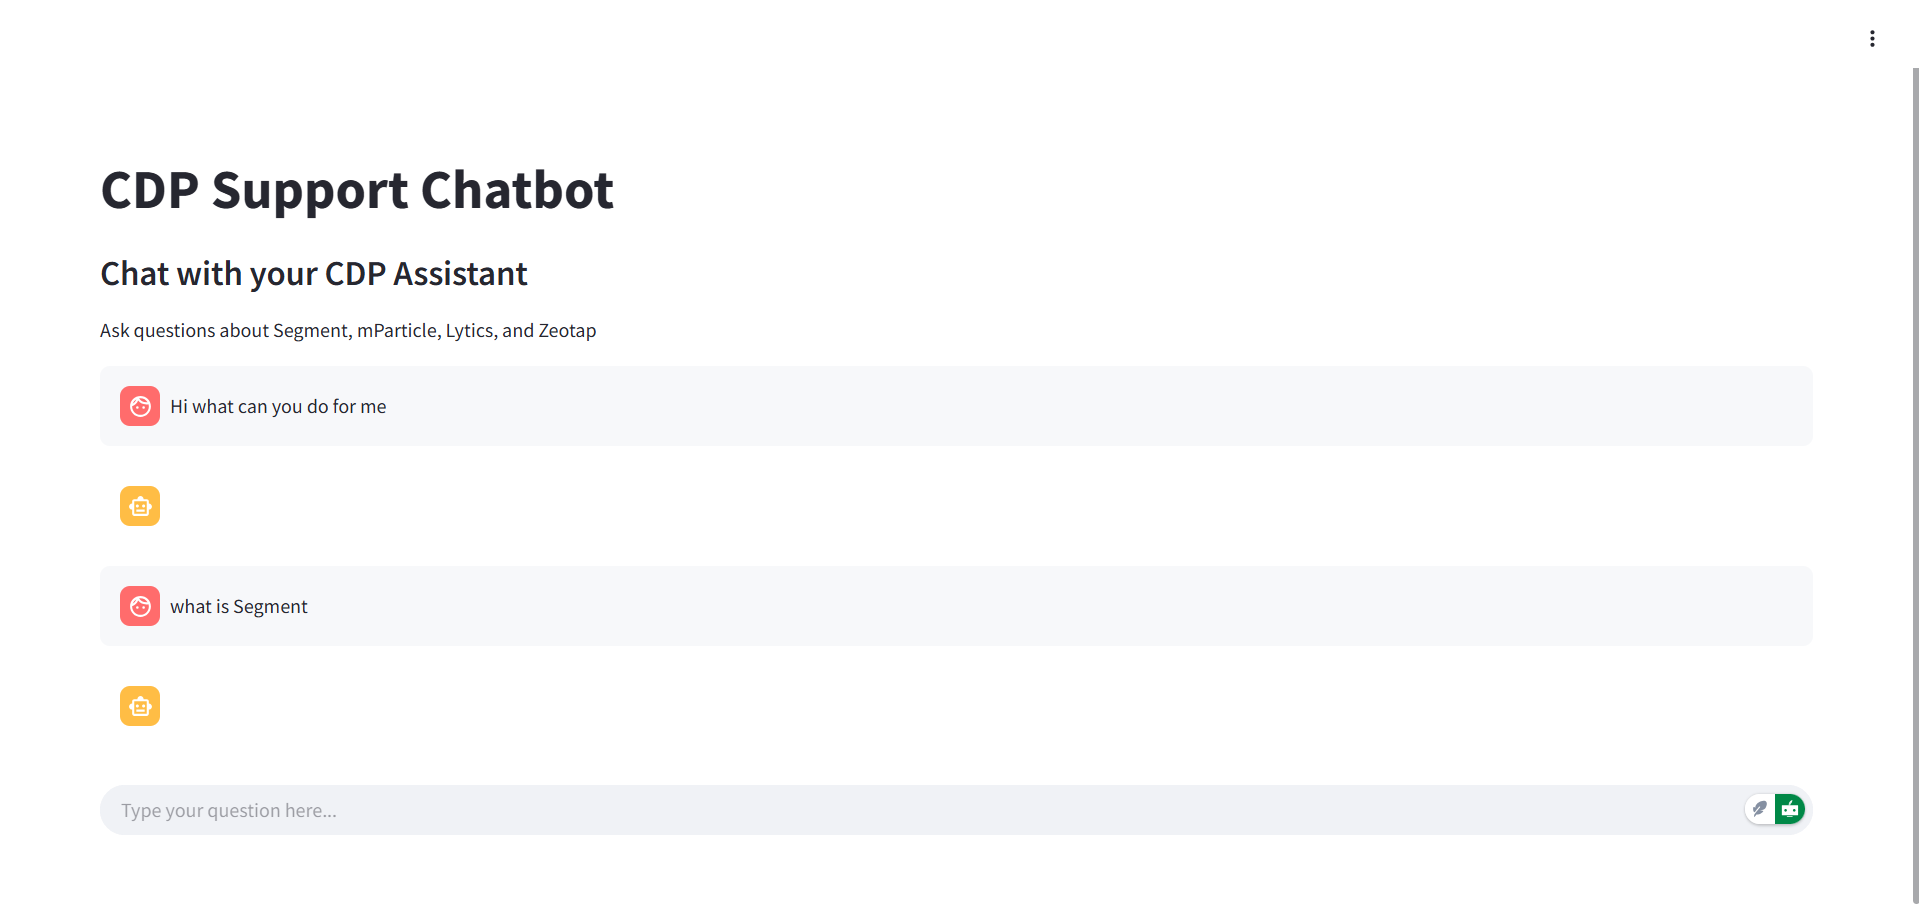 CDP Support Chatbot
Chat with your CDP Assistant
Ask questions about Segment, mParticle, Lytics, and Zeotap
Hi what can you do for me
what is Segment
Type your question here...